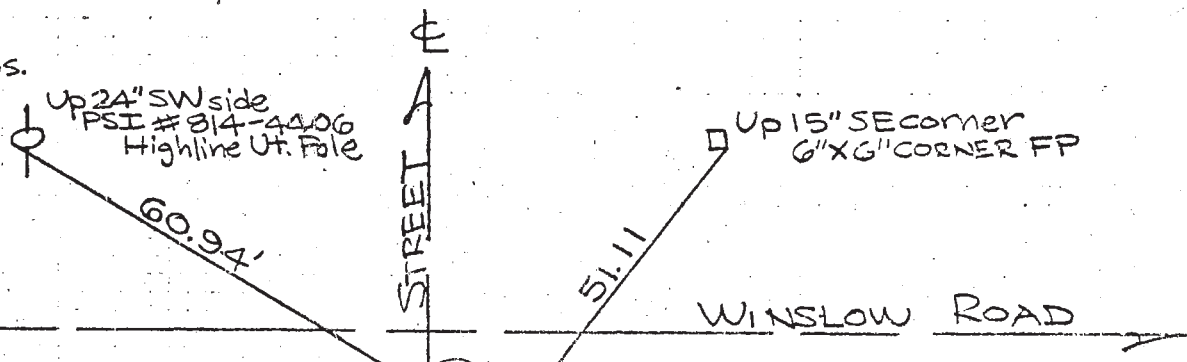 s.
Up 24" SW side
PSI # 814-4406
Highline Ut. Pole
60.94'
℄
STREET
Up 15" SE corner
6"X6" CORNER FP
51.11
WINSLOW ROAD